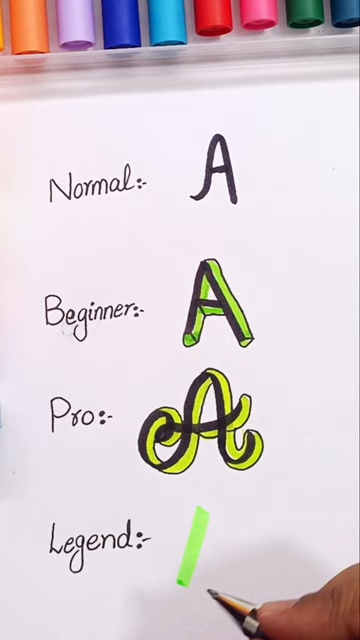 Normal:- A
Beginner:- A
Pro:- A
Legend:-